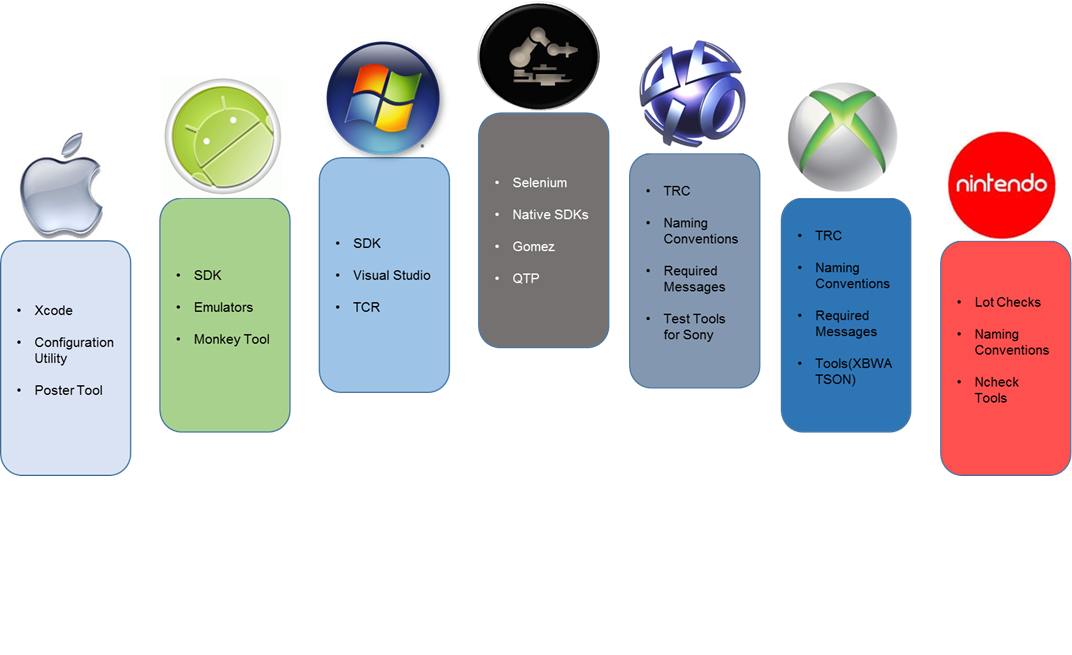 Xcode
Configuration
Utility
Poster Tool
SDK
Emulators
Monkey Tool
SDK
Visual Studio
TCR
Selenium
Native SDKs
Gomez
QTP
TRC
Naming
Conventions
Required
Messages
Test Tools
for Sony
TRC
Naming
Conventions
Required
Messages
Tools(XBWA
TSON)
nintendo
Lot Checks
Naming
Conventions
Ncheck
Tools